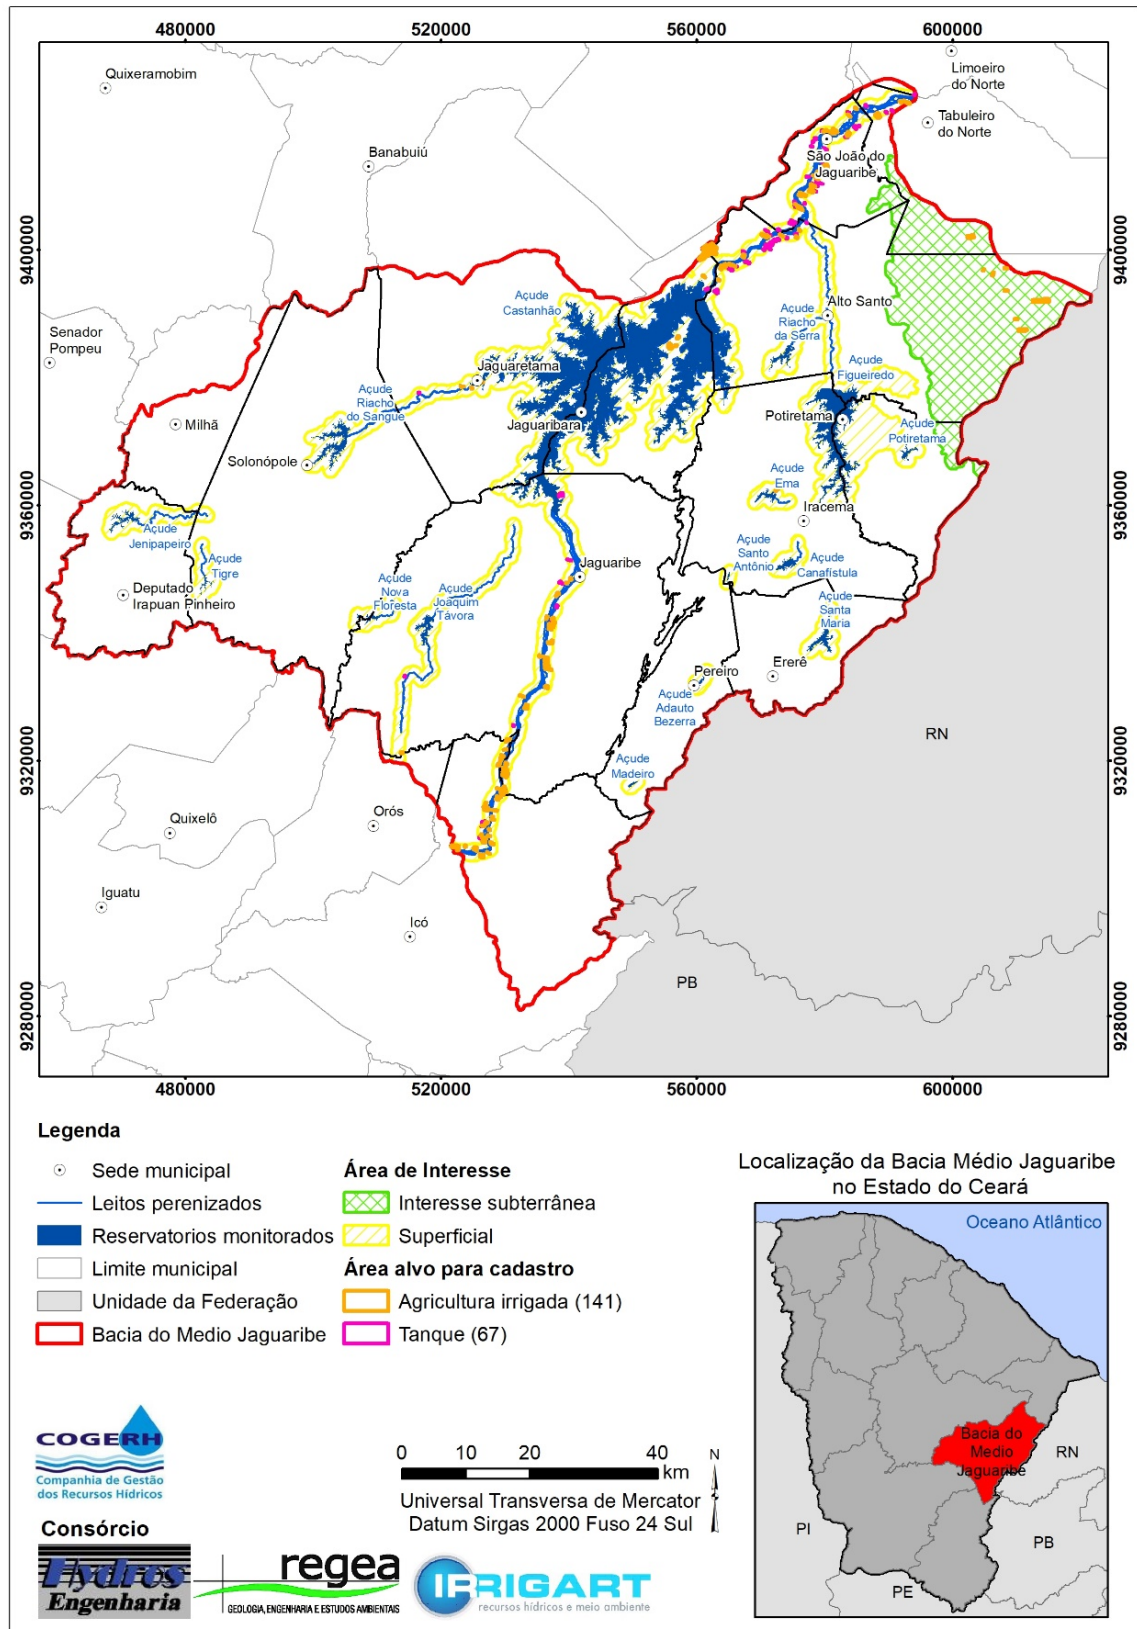 480000
520000
560000
600000
Quixeramobim
Limoeiro
do Norte
Tabuleiro
do Norte
Banabuiú
São João do
Jaguaribe
9400000
9400000
Açude
Castanhão
Alto Santo
Açude
Riacho
da Serra
Senador
Pompeu
Jaguaretama
Açude
Figueiredo
Açude
Riacho
do Sangue
Milhã
Jaguaribara
Potiretama
Açude
Potiretama
Solonópole
Açude
Ema
9360000
9360000
Iracema
Açude
Jenipapeiro
Açude
Tigre
Açude
Santo
Antônio
Açude
Canafístula
Jaguaribe
Deputado
Irapuan Pinheiro
Açude
Nova
Floresta
Açude
Joaquim
Távora
Açude
Santa
Maria
Pereiro
Ererê
Açude
Adauto
Bezerra
RN
9320000
9320000
Açude
Madeiro
Quixelô
Orós
Iguatu
Icó
PB
9280000
9280000
480000
520000
560000
600000
Legenda
Sede municipal
Leitos perenizados
Reservatorios monitorados
Limite municipal
Unidade da Federação
Bacia do Medio Jaguaribe
Área de Interesse
Interesse subterrânea
Superficial
Área alvo para cadastro
Agricultura irrigada (141)
Tanque (67)
Localização da Bacia Médio Jaguaribe
no Estado do Ceará
Oceano Atlântico
Bacia do
Medio
Jaguaribe
RN
PI
PB
PE
COGERH
Companhia de Gestão
dos Recursos Hídricos
0 10 20 40
km
N
Universal Transversa de Mercator
Datum Sirgas 2000 Fuso 24 Sul
Consórcio
Hydros
Engenharia
regea
GEOLOGIA, ENGENHARIA E ESTUDOS AMBIENTAIS
IRRIGART
recursos hídricos e meio ambiente